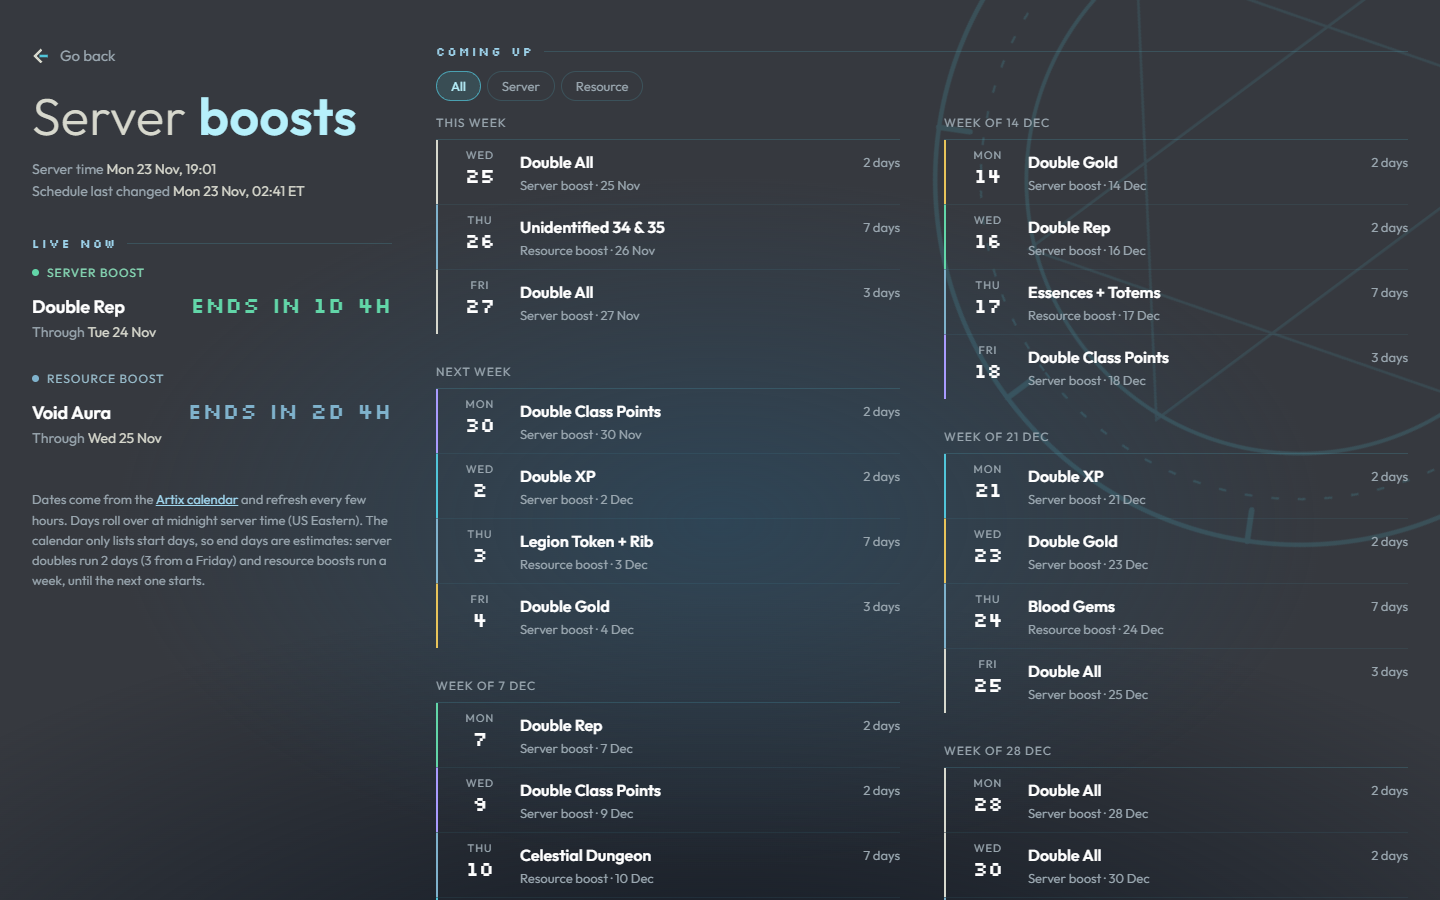 Go back
Server boosts
Server time Mon 23 Nov, 19:01
Schedule last changed Mon 23 Nov, 02:41 ET
LIVE NOW
SERVER BOOST
Double Rep ENDS IN 1D 4H
Through Tue 24 Nov
RESOURCE BOOST
Void Aura ENDS IN 2D 4H
Through Wed 25 Nov
Dates come from the Artix calendar and refresh every few
hours. Days roll over at midnight server time (US Eastern). The
calendar only lists start days, so end days are estimates: server
doubles run 2 days (3 from a Friday) and resource boosts run a
week, until the next one starts.
COMING UP
All Server Resource
THIS WEEK
WED
25 Double All 2 days
Server boost · 25 Nov
THU
26 Unidentified 34 & 35 7 days
Resource boost · 26 Nov
FRI
27 Double All 3 days
Server boost · 27 Nov
NEXT WEEK
MON
30 Double Class Points 2 days
Server boost · 30 Nov
WED
2 Double XP 2 days
Server boost · 2 Dec
THU
3 Legion Token + Rib 7 days
Resource boost · 3 Dec
FRI
4 Double Gold 3 days
Server boost · 4 Dec
WEEK OF 7 DEC
MON
7 Double Rep 2 days
Server boost · 7 Dec
WED
9 Double Class Points 2 days
Server boost · 9 Dec
THU
10 Celestial Dungeon 7 days
Resource boost · 10 Dec
WEEK OF 14 DEC
MON
14 Double Gold 2 days
Server boost · 14 Dec
WED
16 Double Rep 2 days
Server boost · 16 Dec
THU
17 Essences + Totems 7 days
Resource boost · 17 Dec
FRI
18 Double Class Points 3 days
Server boost · 18 Dec
WEEK OF 21 DEC
MON
21 Double XP 2 days
Server boost · 21 Dec
WED
23 Double Gold 2 days
Server boost · 23 Dec
THU
24 Blood Gems 7 days
Resource boost · 24 Dec
FRI
25 Double All 3 days
Server boost · 25 Dec
WEEK OF 28 DEC
MON
28 Double All 2 days
Server boost · 28 Dec
WED
30 Double All 2 days
Server boost · 30 Dec